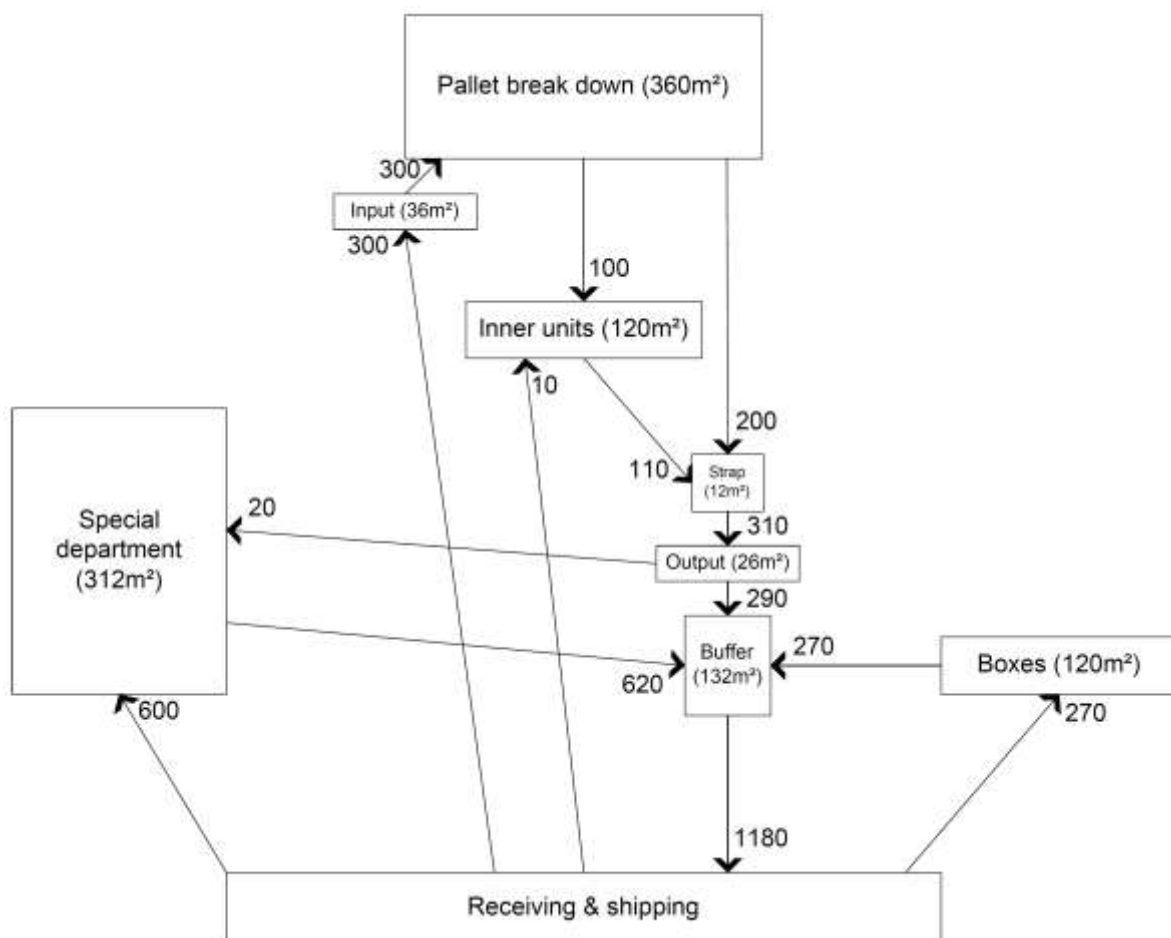 Pallet break down (360m²)
300
Input (36m²)
300
100
Inner units (120m²)
10
200
110
Strap
(12m²)
310
20
Special
department
(312m²)
Output (26m²)
290
Buffer
(132m²)
270
Boxes (120m²)
620
600
270
1180
Receiving & shipping